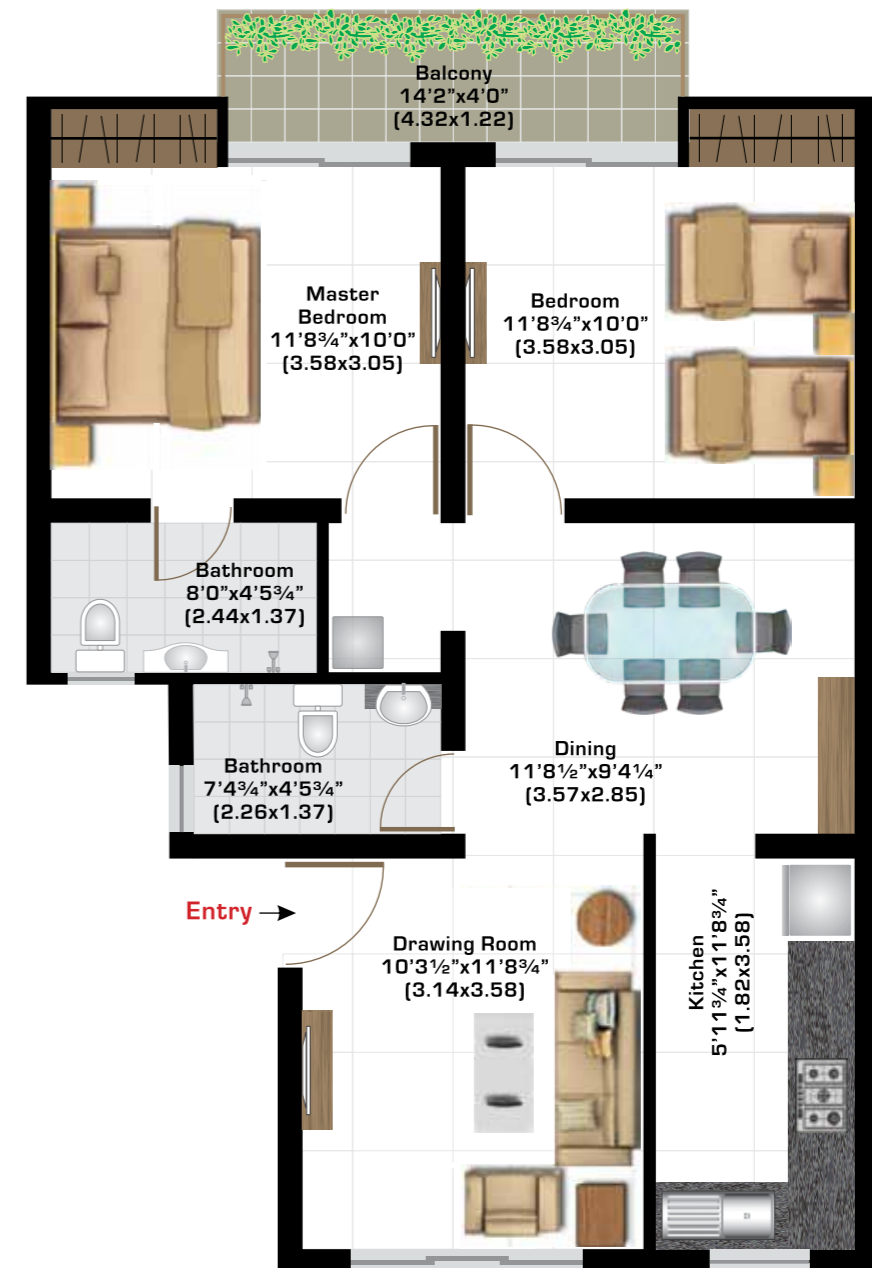 Balcony
14’2”x4’0”
(4.32x1.22)
Master
Bedroom
11’8¾”x10’0”
(3.58x3.05)
Bedroom
11’8¾”x10’0”
(3.58x3.05)
Bathroom
8’0”x4’5¾”
(2.44x1.37)
Bathroom
7’4¾”x4’5¾”
(2.26x1.37)
Dining
11’8½”x9’4¼”
(3.57x2.85)
Entry
Drawing Room
10’3½”x11’8¾”
(3.14x3.58)
Kitchen
5’11¾”x11’8¾”
(1.82x3.58)